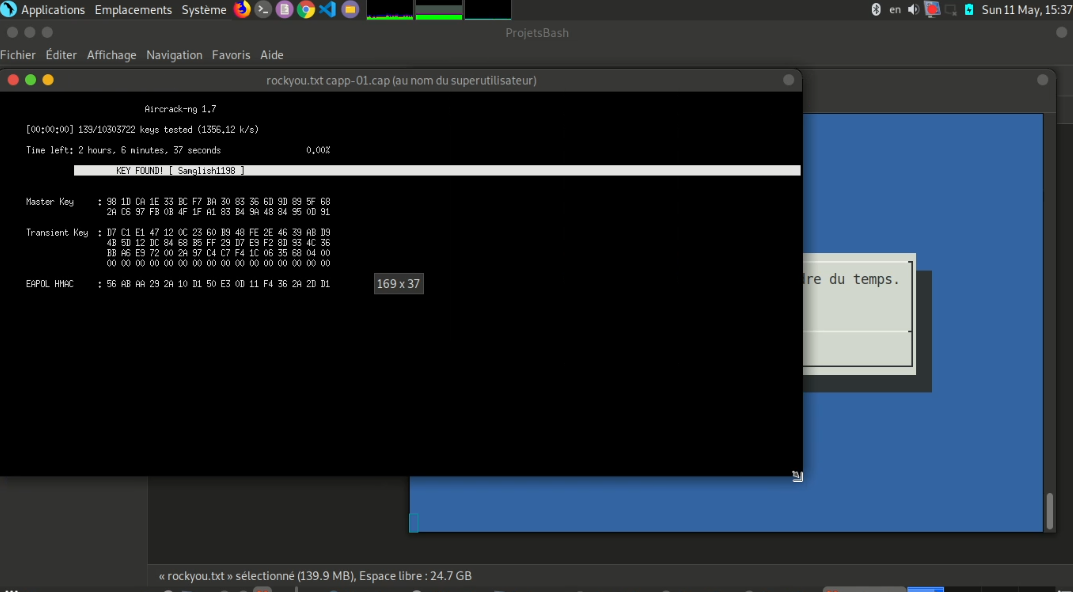 Applications Emplacements Système
en Sun 11 May, 15:37
ProjetsBash
Fichier Éditer Affichage Navigation Favoris Aide
rockyou.txt capp-01.cap (au nom du superutilisateur)
Aircrack-ng 1.7
[00:00:00] 139/10303722 keys tested (1356.12 k/s)
Time left: 2 hours, 6 minutes, 37 seconds 0.00%
KEY FOUND! [ Samglish1198 ]
Master Key : 98 1D CA 1E 33 BC F7 BA 30 83 36 6D 9D 89 5F 68
2A C6 97 FB 0B 4F 1F A1 83 B4 9A 48 84 95 0D 91
Transient Key : D7 C1 E1 47 12 0C 23 60 B9 48 FE 2E 46 39 AB D9
4B 5D 12 DC 84 68 B5 FF 29 D7 E9 F2 8D 93 4C 36
BB A6 E9 72 00 2A 97 C4 C7 F4 1C 06 35 68 04 00
00 00 00 00 00 00 00 00 00 00 00 00 00 00 00 00
EAPOL HMAC : 56 AB AA 29 2A 10 D1 50 E3 0D 11 F4 36 2A 2D D1
169 x 37
dre du temps.
« rockyou.txt » sélectionné (139.9 MB), Espace libre : 24.7 GB